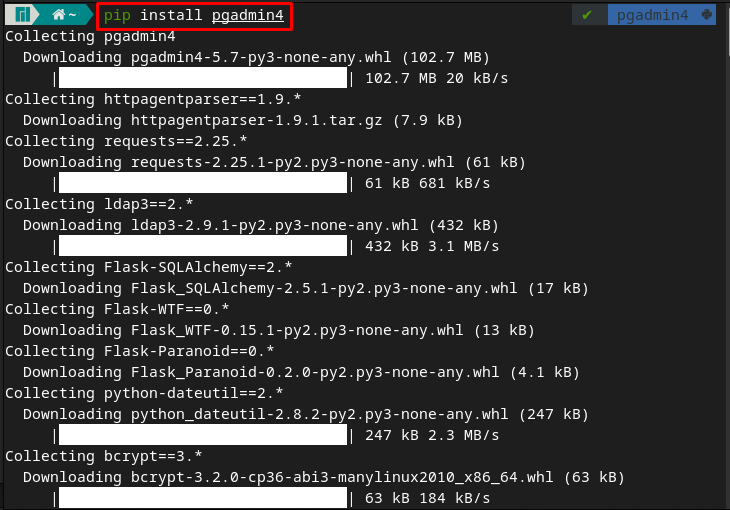 ~ pip install pgadmin4 ✔ pgadmin4
Collecting pgadmin4
Downloading pgadmin4-5.7-py3-none-any.whl (102.7 MB)
| | 102.7 MB 20 kB/s
Collecting httpagentparser==1.9.*
Downloading httpagentparser-1.9.1.tar.gz (7.9 kB)
Collecting requests==2.25.*
Downloading requests-2.25.1-py2.py3-none-any.whl (61 kB)
| | 61 kB 681 kB/s
Collecting ldap3==2.*
Downloading ldap3-2.9.1-py2.py3-none-any.whl (432 kB)
| | 432 kB 3.1 MB/s
Collecting Flask-SQLAlchemy==2.*
Downloading Flask_SQLAlchemy-2.5.1-py2.py3-none-any.whl (17 kB)
Collecting Flask-WTF==0.*
Downloading Flask_WTF-0.15.1-py2.py3-none-any.whl (13 kB)
Collecting Flask-Paranoid==0.*
Downloading Flask_Paranoid-0.2.0-py2.py3-none-any.whl (4.1 kB)
Collecting python-dateutil==2.*
Downloading python_dateutil-2.8.2-py2.py3-none-any.whl (247 kB)
| | 247 kB 2.3 MB/s
Collecting bcrypt==3.*
Downloading bcrypt-3.2.0-cp36-abi3-manylinux2010_x86_64.whl (63 kB)
| | 63 kB 184 kB/s